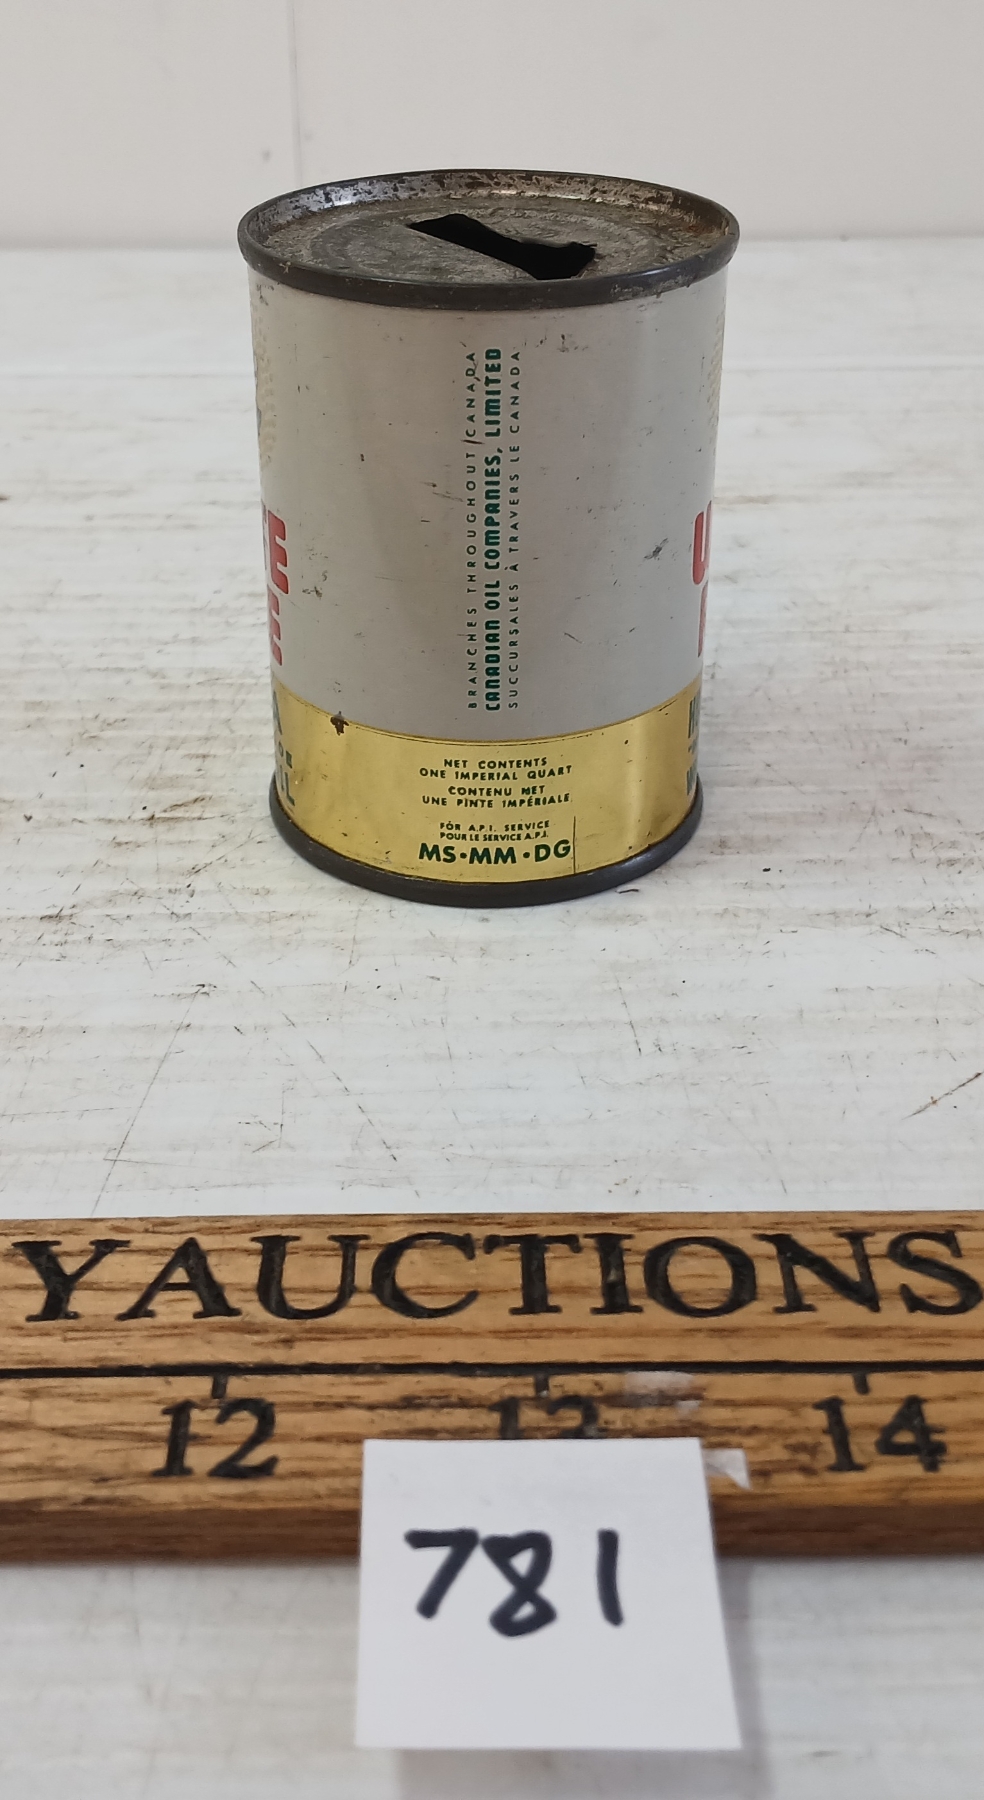 BRANCHES THROUGHOUT CANADA
CANADIAN OIL COMPANIES, LIMITED
SUCCURSALES À TRAVERS LE CANADA
NET CONTENTS
ONE IMPERIAL QUART
CONTENU NET
UNE PINTE IMPÉRIALE
FOR A.P.I. SERVICE
POUR LE SERVICE A.P.I.
MS•MM•DG
YAUCTIONS
12 13 14
781